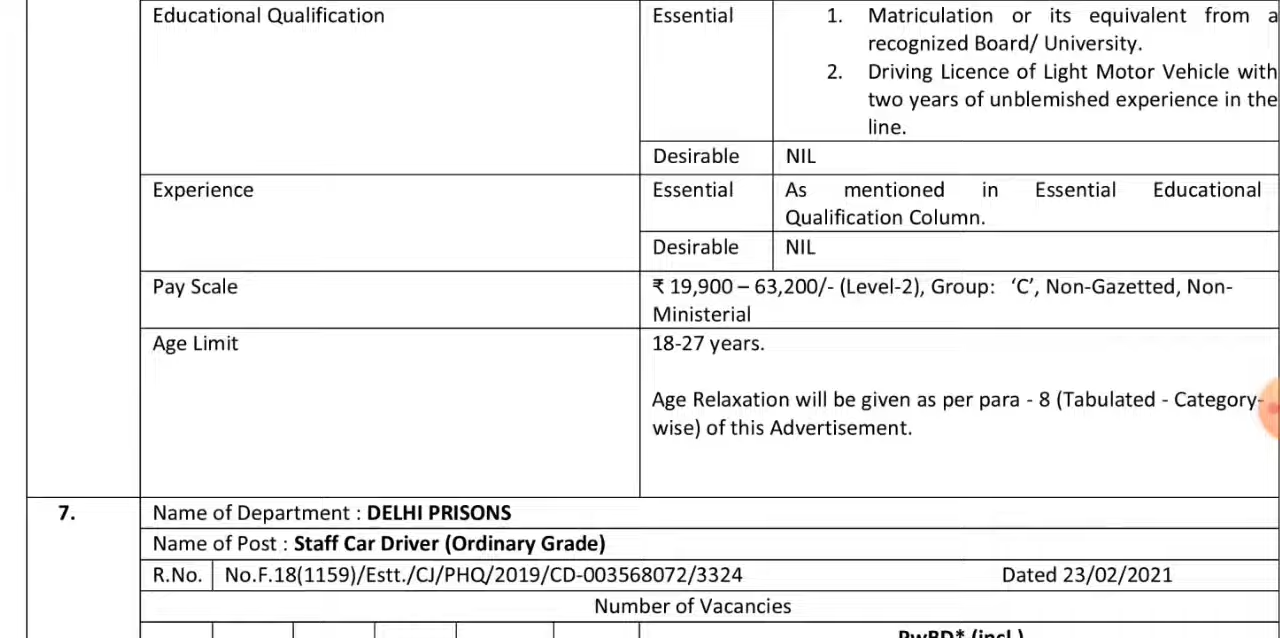 Educational Qualification
Essential
1. Matriculation or its equivalent from a
recognized Board/ University.
2. Driving Licence of Light Motor Vehicle with
two years of unblemished experience in the
line.
Desirable
NIL
Experience
Essential
As mentioned in Essential Educational
Qualification Column.
Desirable
NIL
Pay Scale
₹ 19,900 – 63,200/- (Level-2), Group: ‘C’, Non-Gazetted, Non-
Ministerial
Age Limit
18-27 years.
Age Relaxation will be given as per para - 8 (Tabulated - Category-
wise) of this Advertisement.
7.
Name of Department : DELHI PRISONS
Name of Post : Staff Car Driver (Ordinary Grade)
R.No. No.F.18(1159)/Estt./CJ/PHQ/2019/CD-003568072/3324 Dated 23/02/2021
Number of Vacancies
PwBD* (incl.)